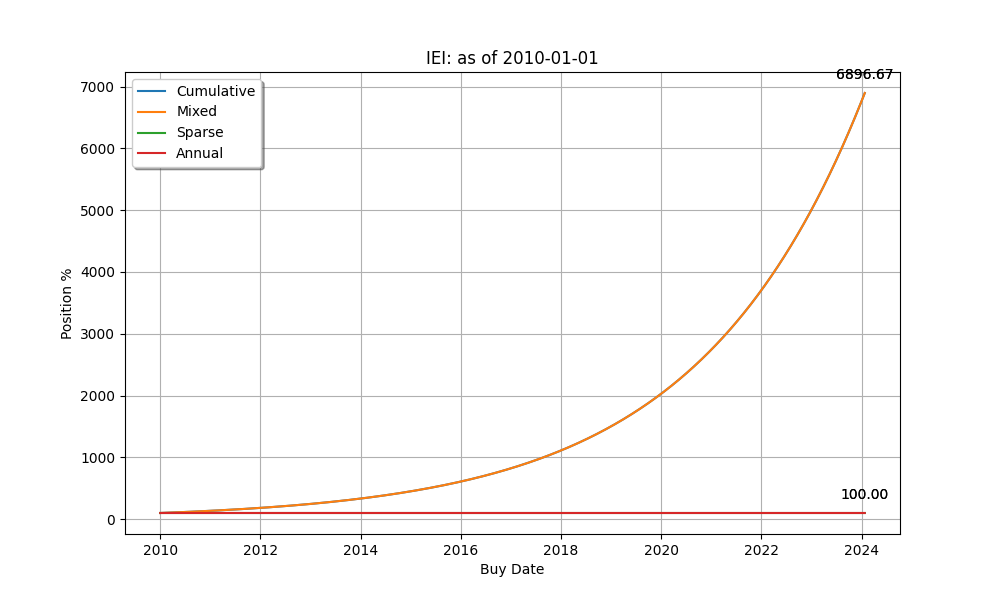 IEI: as of 2010-01-01
6896.67
7000
6000
5000
4000
3000
2000
1000
0
Position %
Cumulative
Mixed
Sparse
Annual
100.00
2010 2012 2014 2016 2018 2020 2022 2024
Buy Date